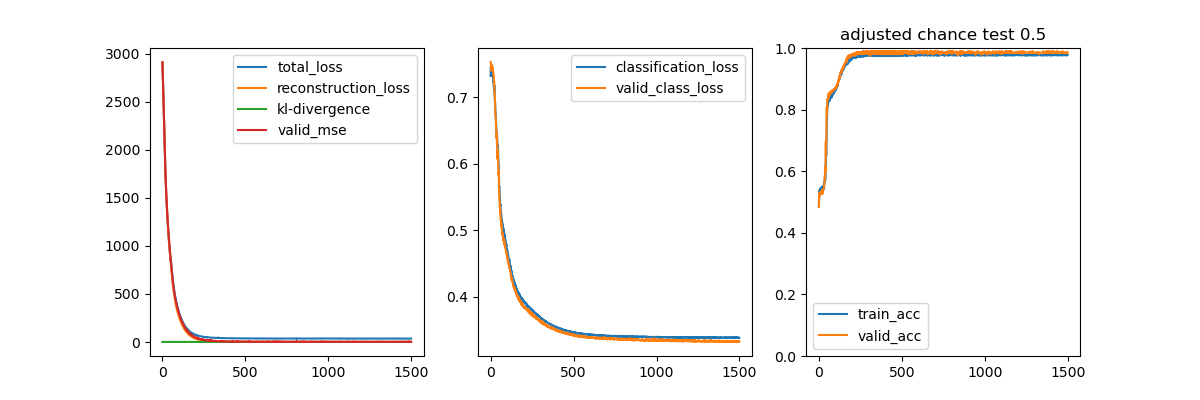 adjusted chance test 0.5
3000
2500
2000
1500
1000
500
0
total_loss
reconstruction_loss
kl-divergence
valid_mse
0 500 1000 1500
0.7
0.6
0.5
0.4
classification_loss
valid_class_loss
0 500 1000 1500
1.0
0.8
0.6
0.4
0.2
0.0
train_acc
valid_acc
0 500 1000 1500